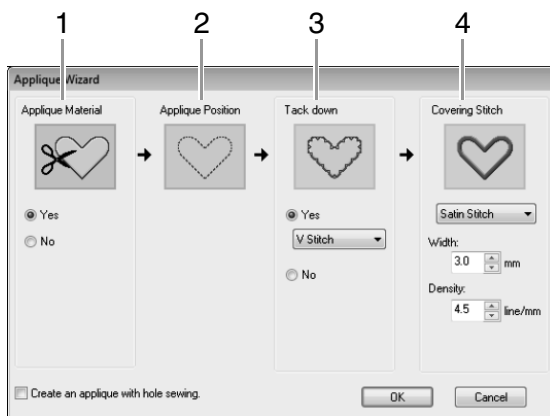 1 2 3 4
Applique Wizard
Applique Material Applique Position Tack down Covering Stitch
Yes Yes Satin Stitch
No V Stitch Width:
3.0 mm
No Density:
4.5 line/mm
Create an applique with hole sewing. OK Cancel